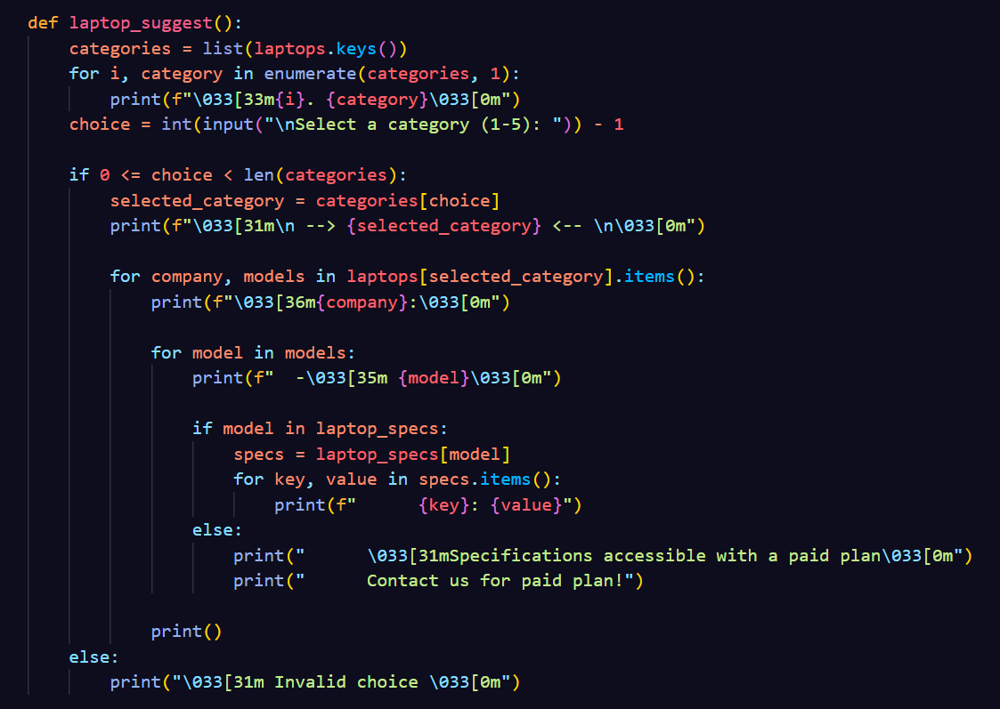 def laptop_suggest():
    categories = list(laptops.keys())
    for i, category in enumerate(categories, 1):
        print(f"\033[33m{i}. {category}\033[0m")
    choice = int(input("\nSelect a category (1-5): ")) - 1

    if 0 <= choice < len(categories):
        selected_category = categories[choice]
        print(f"\033[31m\n --> {selected_category} <-- \n\033[0m")

        for company, models in laptops[selected_category].items():
            print(f"\033[36m{company}:\033[0m")

            for model in models:
                print(f"  -\033[35m {model}\033[0m")

                if model in laptop_specs:
                    specs = laptop_specs[model]
                    for key, value in specs.items():
                        print(f"      {key}: {value}")
                else:
                    print("      \033[31mSpecifications accessible with a paid plan\033[0m")
                    print("      Contact us for paid plan!")

            print()
    else:
        print("\033[31m Invalid choice \033[0m")